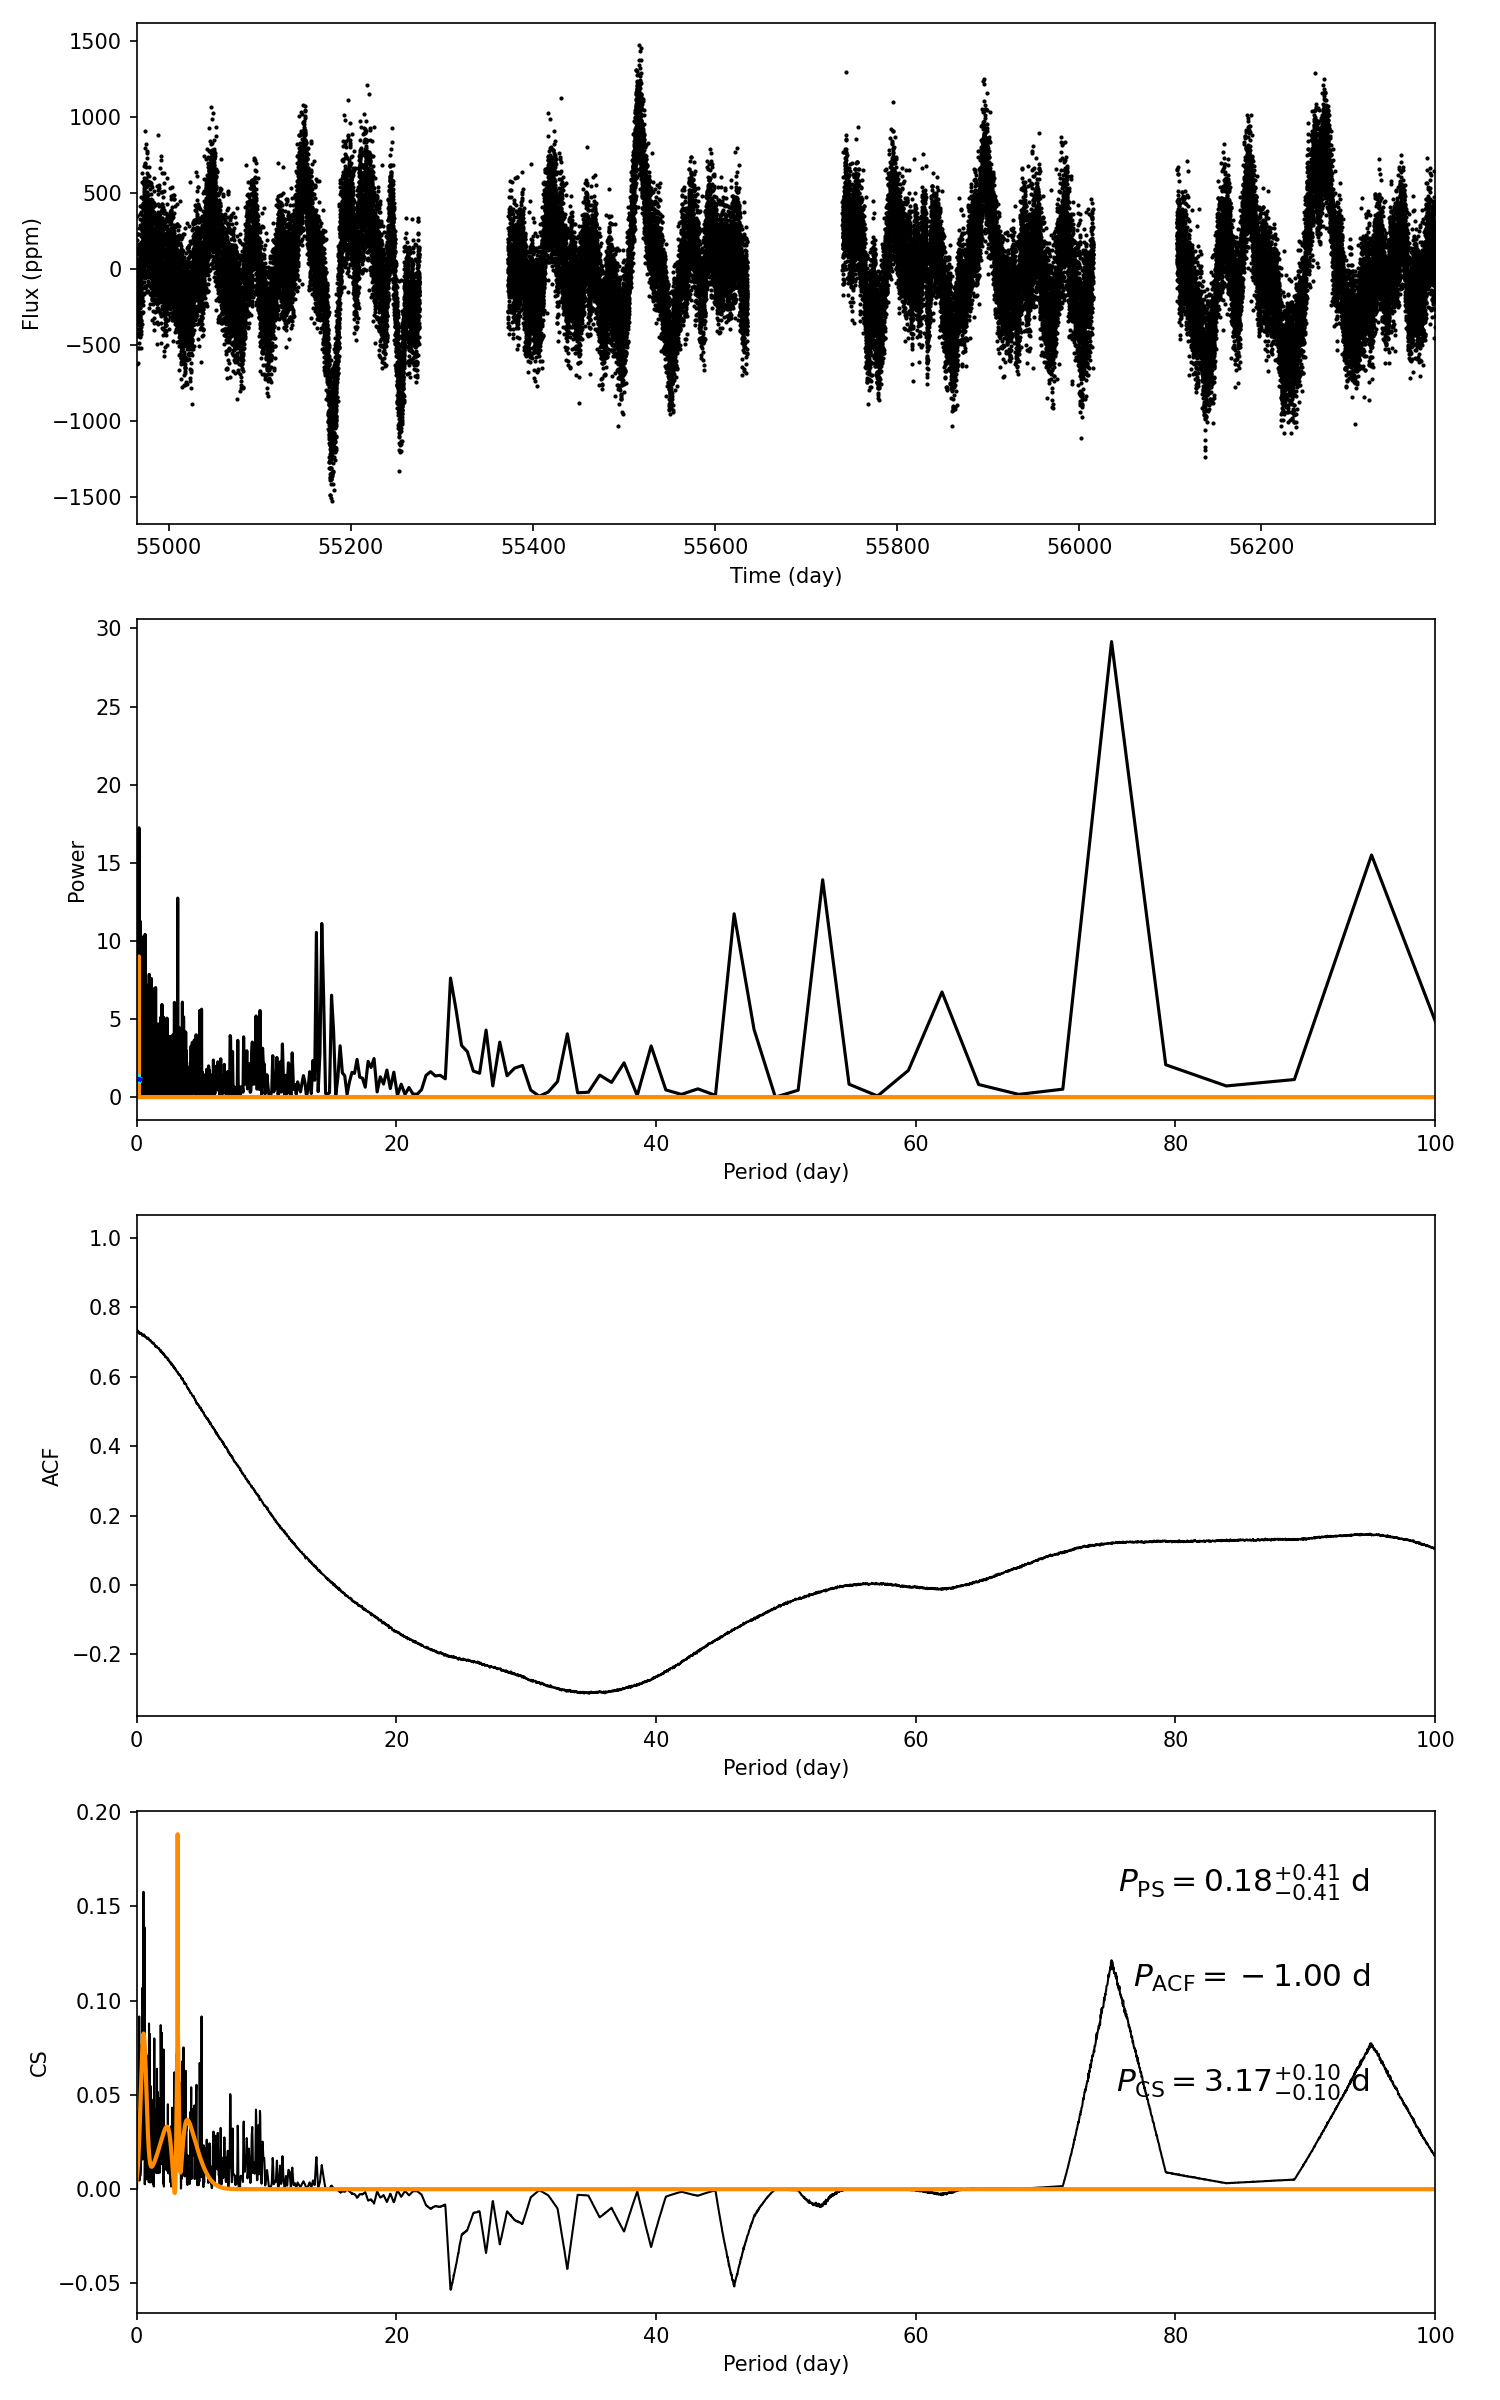 1500
1000
500
0
−500
−1000
−1500
Flux (ppm)
55000 55200 55400 55600 55800 56000 56200
Time (day)
30
25
20
15
10
5
0
Power
0 20 40 60 80 100
Period (day)
1.0
0.8
0.6
0.4
0.2
0.0
−0.2
ACF
0 20 40 60 80 100
Period (day)
0.20
0.15
0.10
0.05
0.00
−0.05
CS
P_PS = 0.18 +0.41 −0.41 d
P_ACF = −1.00 d
P_CS = 3.17 +0.10 −0.10 d
0 20 40 60 80 100
Period (day)